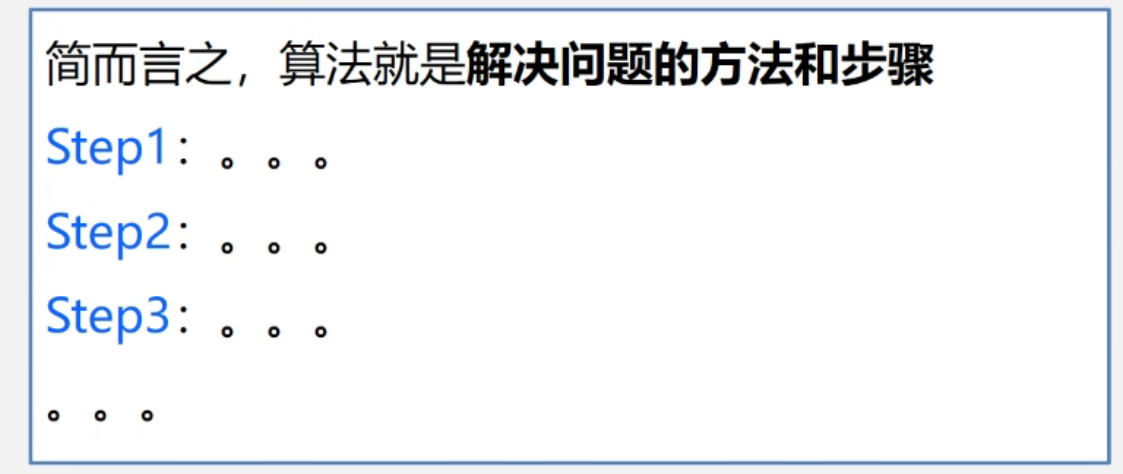 简而言之，算法就是解决问题的方法和步骤
Step1：。。。
Step2：。。。
Step3：。。。
。。。